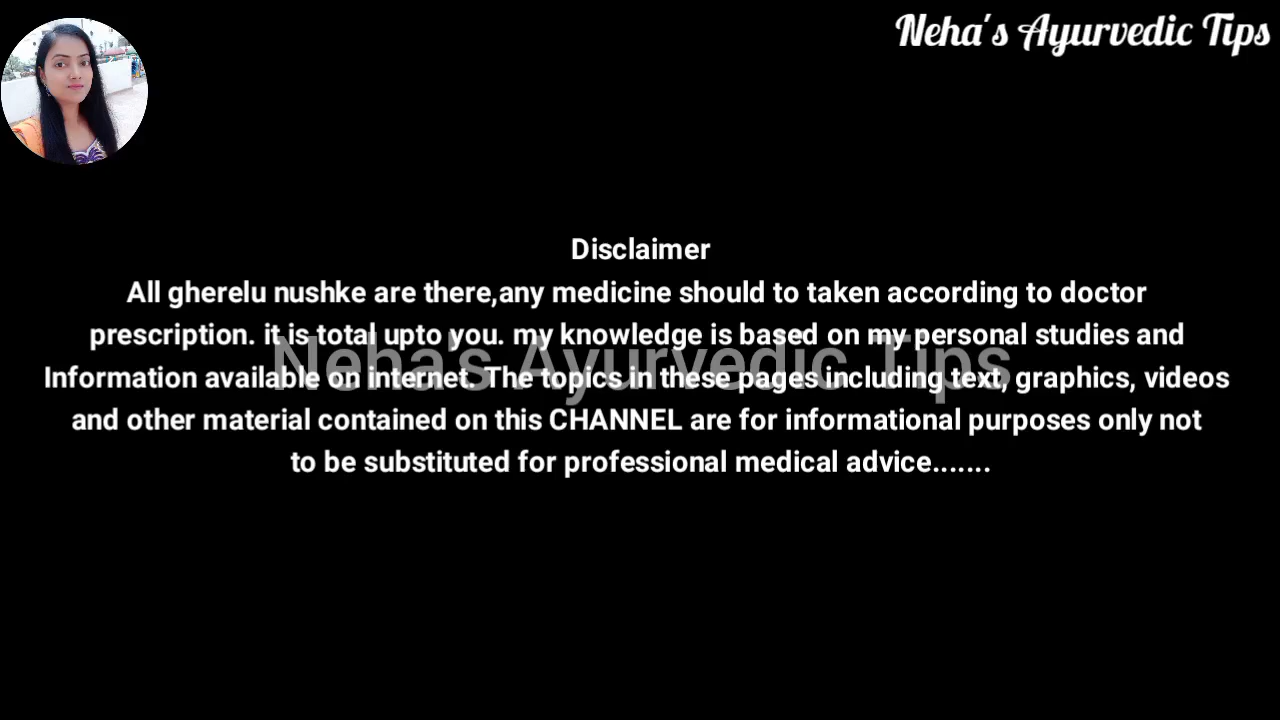 Neha's Ayurvedic Tips
Disclaimer
All gherelu nushke are there,any medicine should to taken according to doctor
prescription. it is total upto you. my knowledge is based on my personal studies and
Neha's Ayurvedic Tips
Information available on internet. The topics in these pages including text, graphics, videos
and other material contained on this CHANNEL are for informational purposes only not
to be substituted for professional medical advice.......